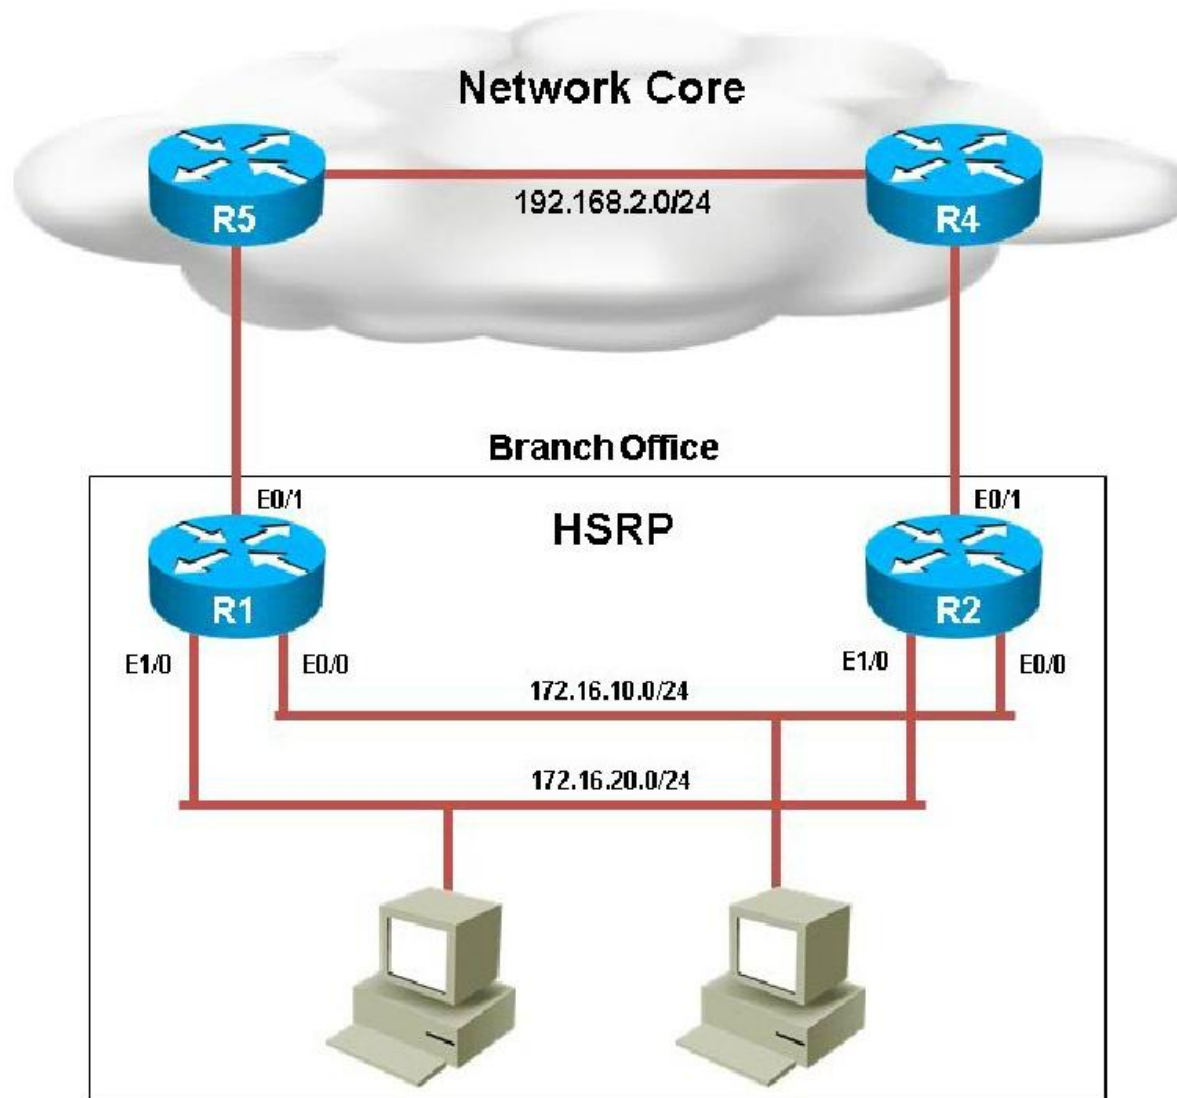 Network Core
192.168.2.0/24
R5
R4
Branch Office
E0/1
E0/1
HSRP
R1
R2
E1/0
E0/0
E1/0
E0/0
172.16.10.0/24
172.16.20.0/24